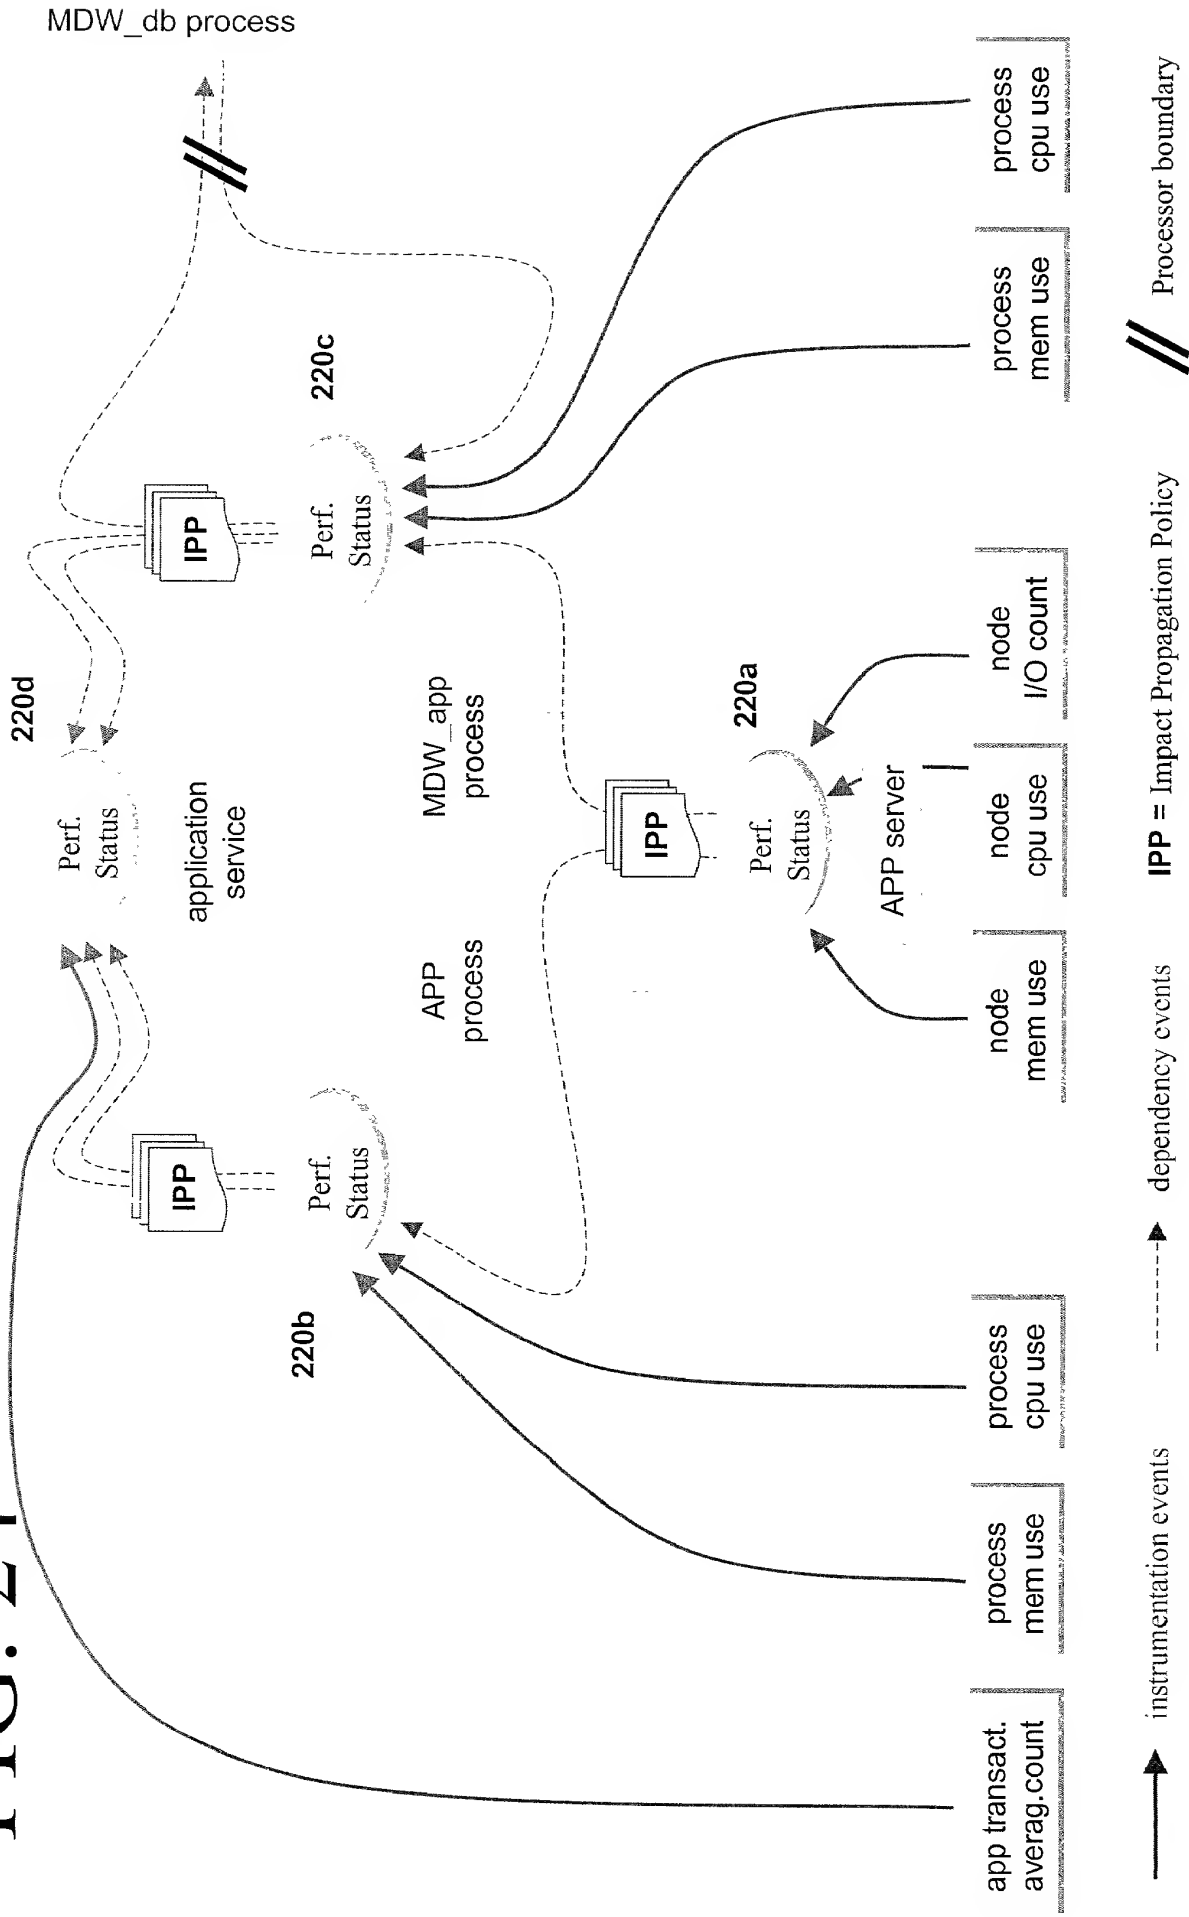 FIG. 21
MDW_db process
220d
Perf.
Status
application
service
IPP
220b
Perf.
Status
APP
process
MDW_app
process
IPP
220c
Perf.
Status
IPP
220a
Perf.
Status
APP server
app transact.
averag.count
process
mem use
process
cpu use
node
mem use
node
cpu use
node
I/O count
process
mem use
process
cpu use
instrumentation events
dependency events
IPP = Impact Propagation Policy
Processor boundary